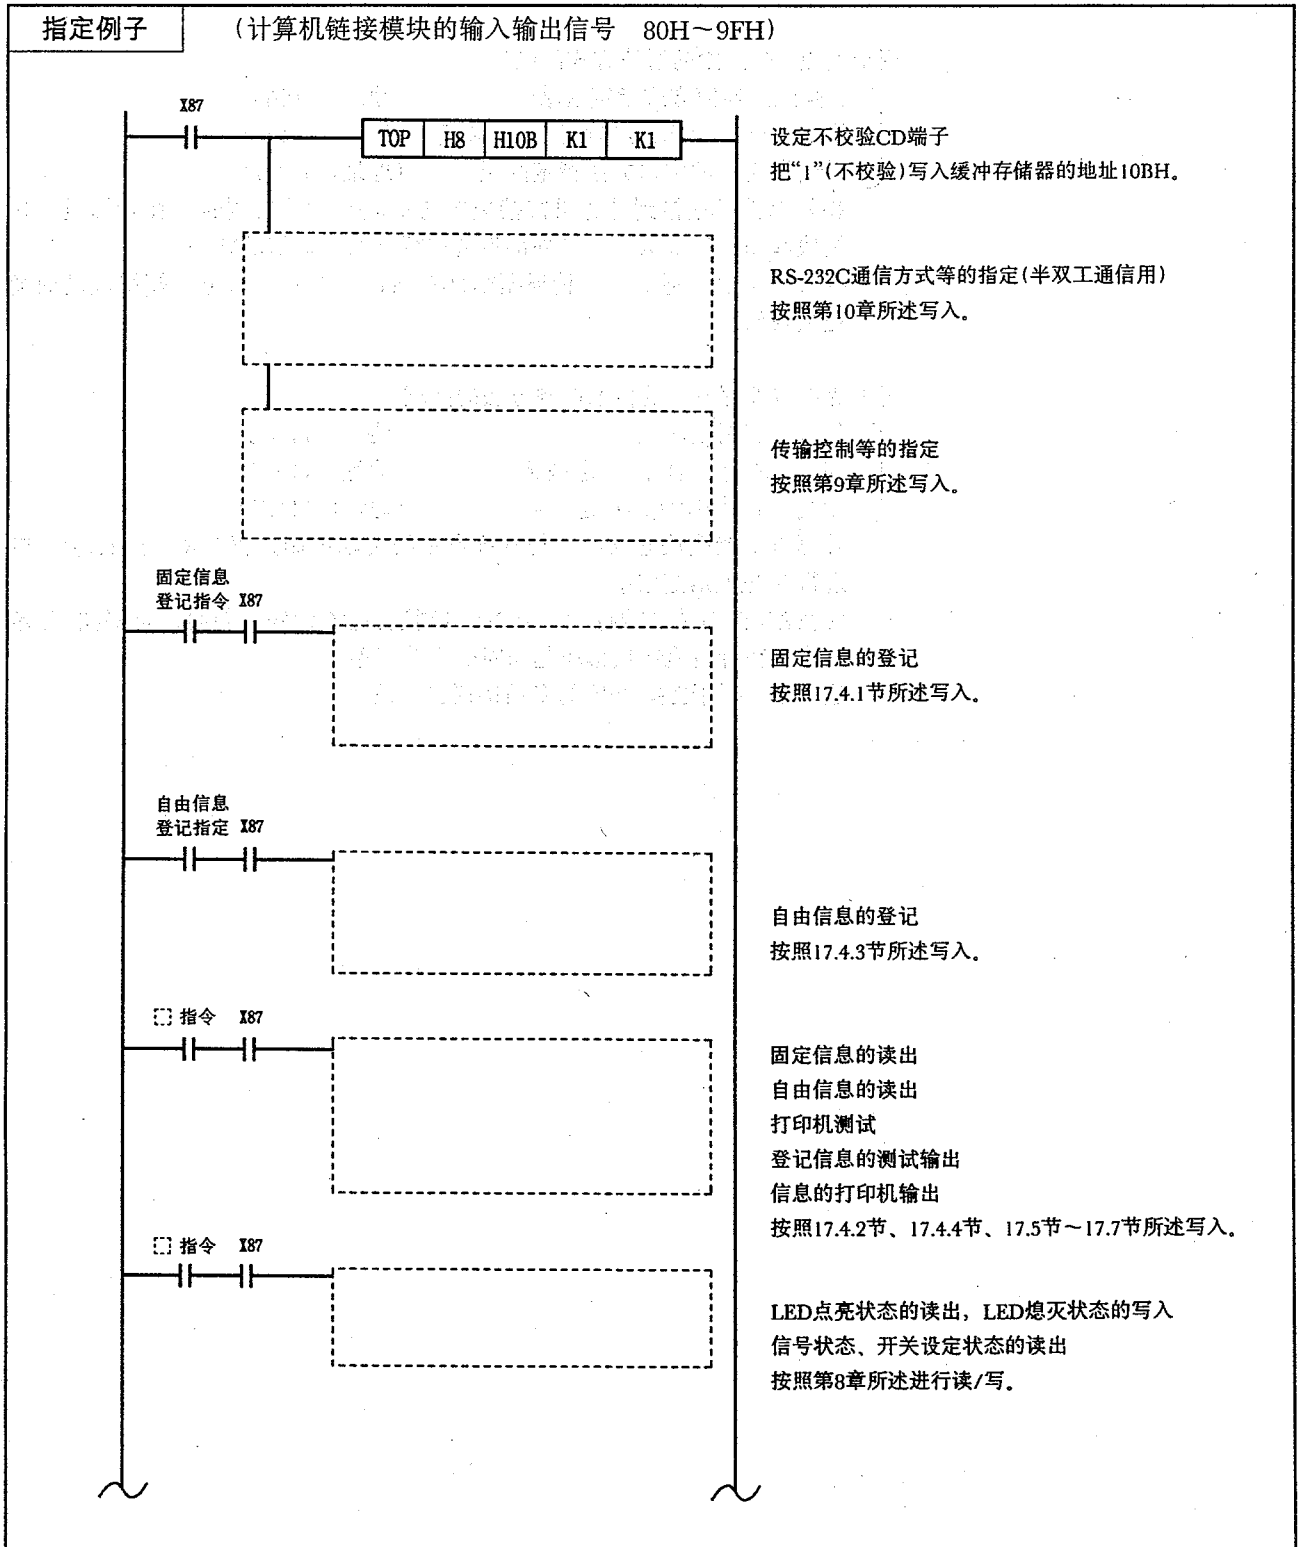 指定例子 (计算机链接模块的输入输出信号 80H～9FH)
X87
TOP H8 H10B K1 K1
设定不校验CD端子
把“1”(不校验)写入缓冲存储器的地址10BH。
RS-232C通信方式等的指定(半双工通信用)
按照第10章所述写入。
传输控制等的指定
按照第9章所述写入。
固定信息
登记指令 X87
固定信息的登记
按照17.4.1节所述写入。
自由信息
登记指定 X87
自由信息的登记
按照17.4.3节所述写入。
指令 X87
固定信息的读出
自由信息的读出
打印机测试
登记信息的测试输出
信息的打印机输出
按照17.4.2节、17.4.4节、17.5节～17.7节所述写入。
指令 X87
LED点亮状态的读出，LED熄灭状态的写入
信号状态、开关设定状态的读出
按照第8章所述进行读/写。